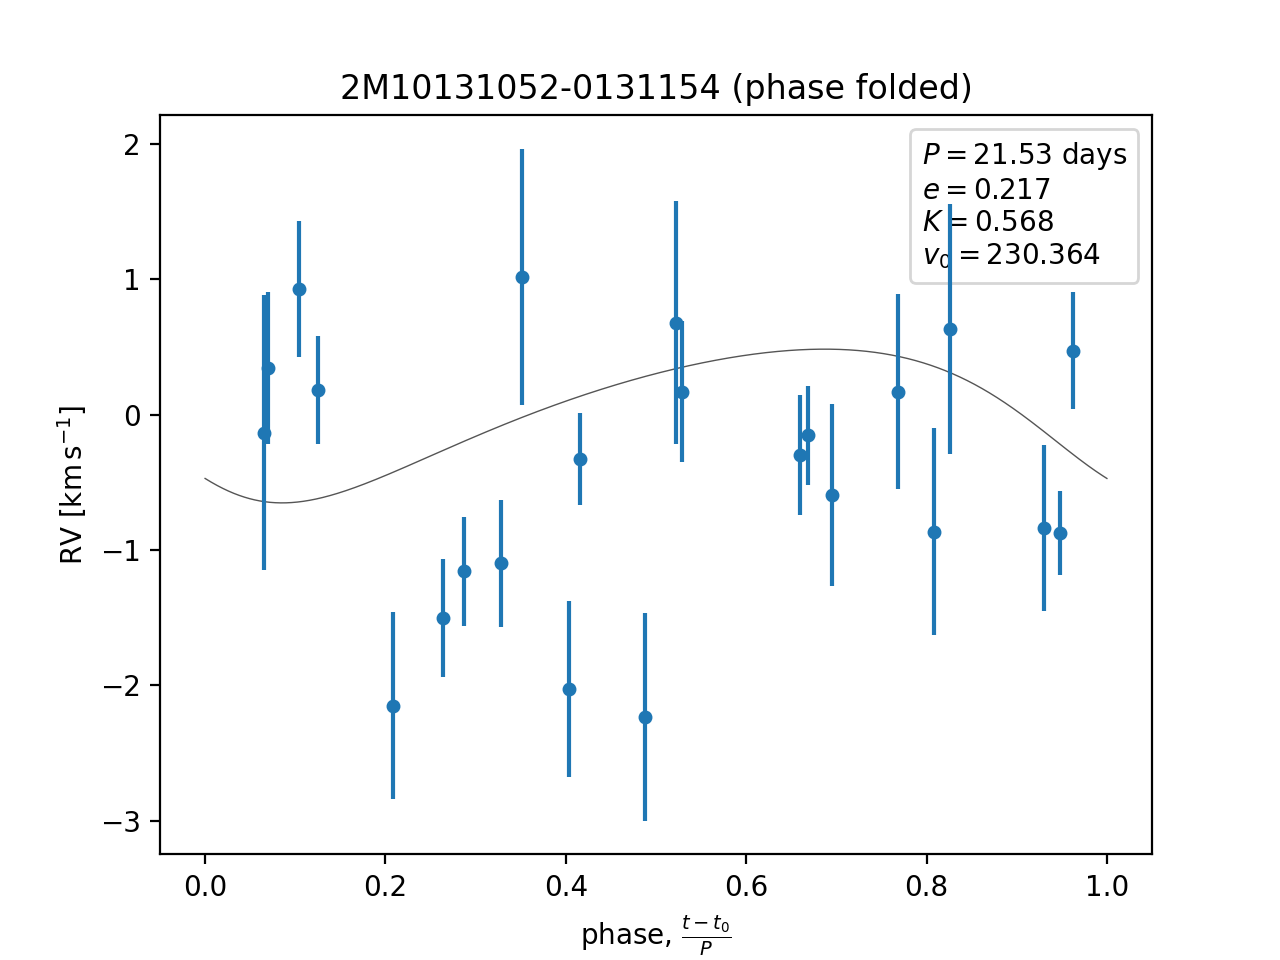 2M10131052-0131154 (phase folded)
P = 21.53 days
e = 0.217
K = 0.568
v₀ = 230.364
RV [km s⁻¹]
2
1
0
−1
−2
−3
0.0 0.2 0.4 0.6 0.8 1.0
phase, (t − t₀)/P